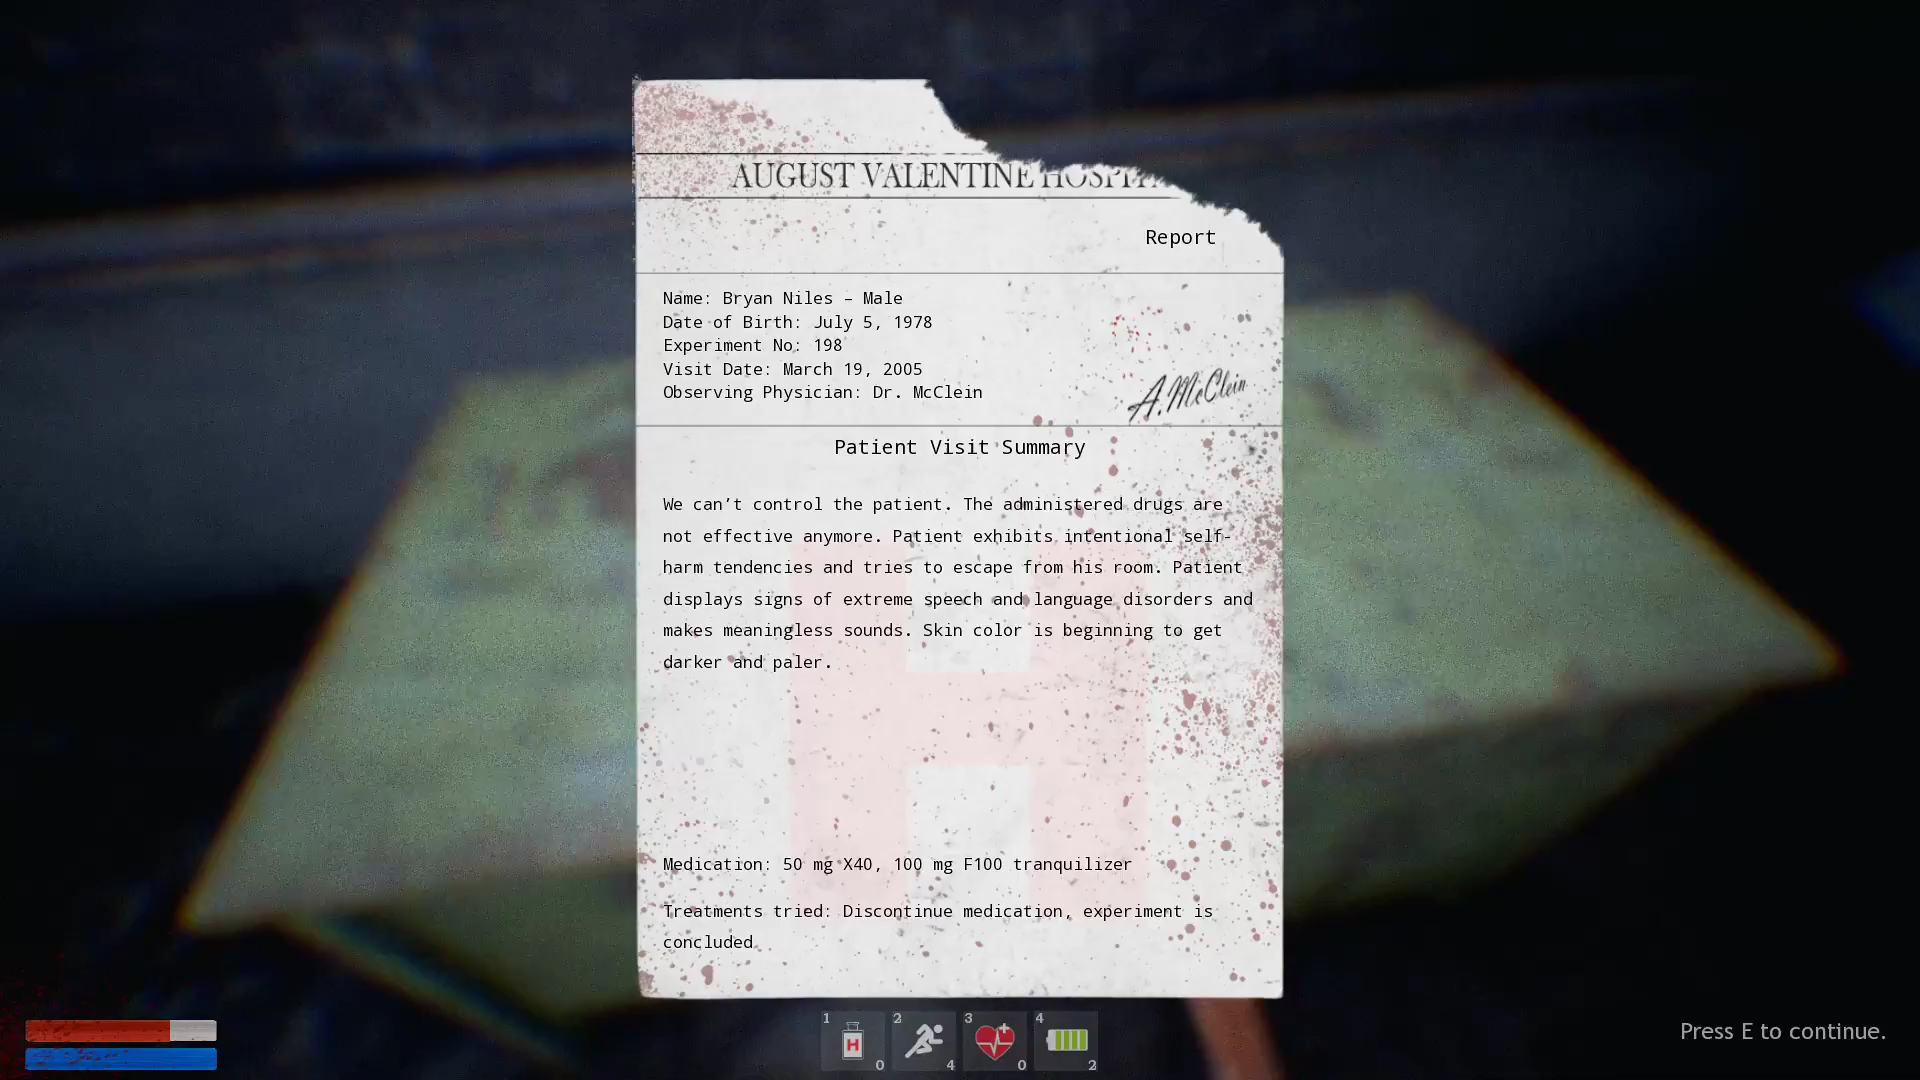 AUGUST VALENTINE HOSPIT
Report
Name: Bryan Niles – Male
Date of Birth: July 5, 1978
Experiment No: 198
Visit Date: March 19, 2005
Observing Physician: Dr. McClein
A.McClein
Patient Visit Summary
We can’t control the patient. The administered drugs are
not effective anymore. Patient exhibits intentional self-
harm tendencies and tries to escape from his room. Patient
displays signs of extreme speech and language disorders and
makes meaningless sounds. Skin color is beginning to get
darker and paler.
Medication: 50 mg X40, 100 mg F100 tranquilizer
Treatments tried: Discontinue medication, experiment is
concluded
1 2 3 4
H
0 4 0 2
Press E to continue.